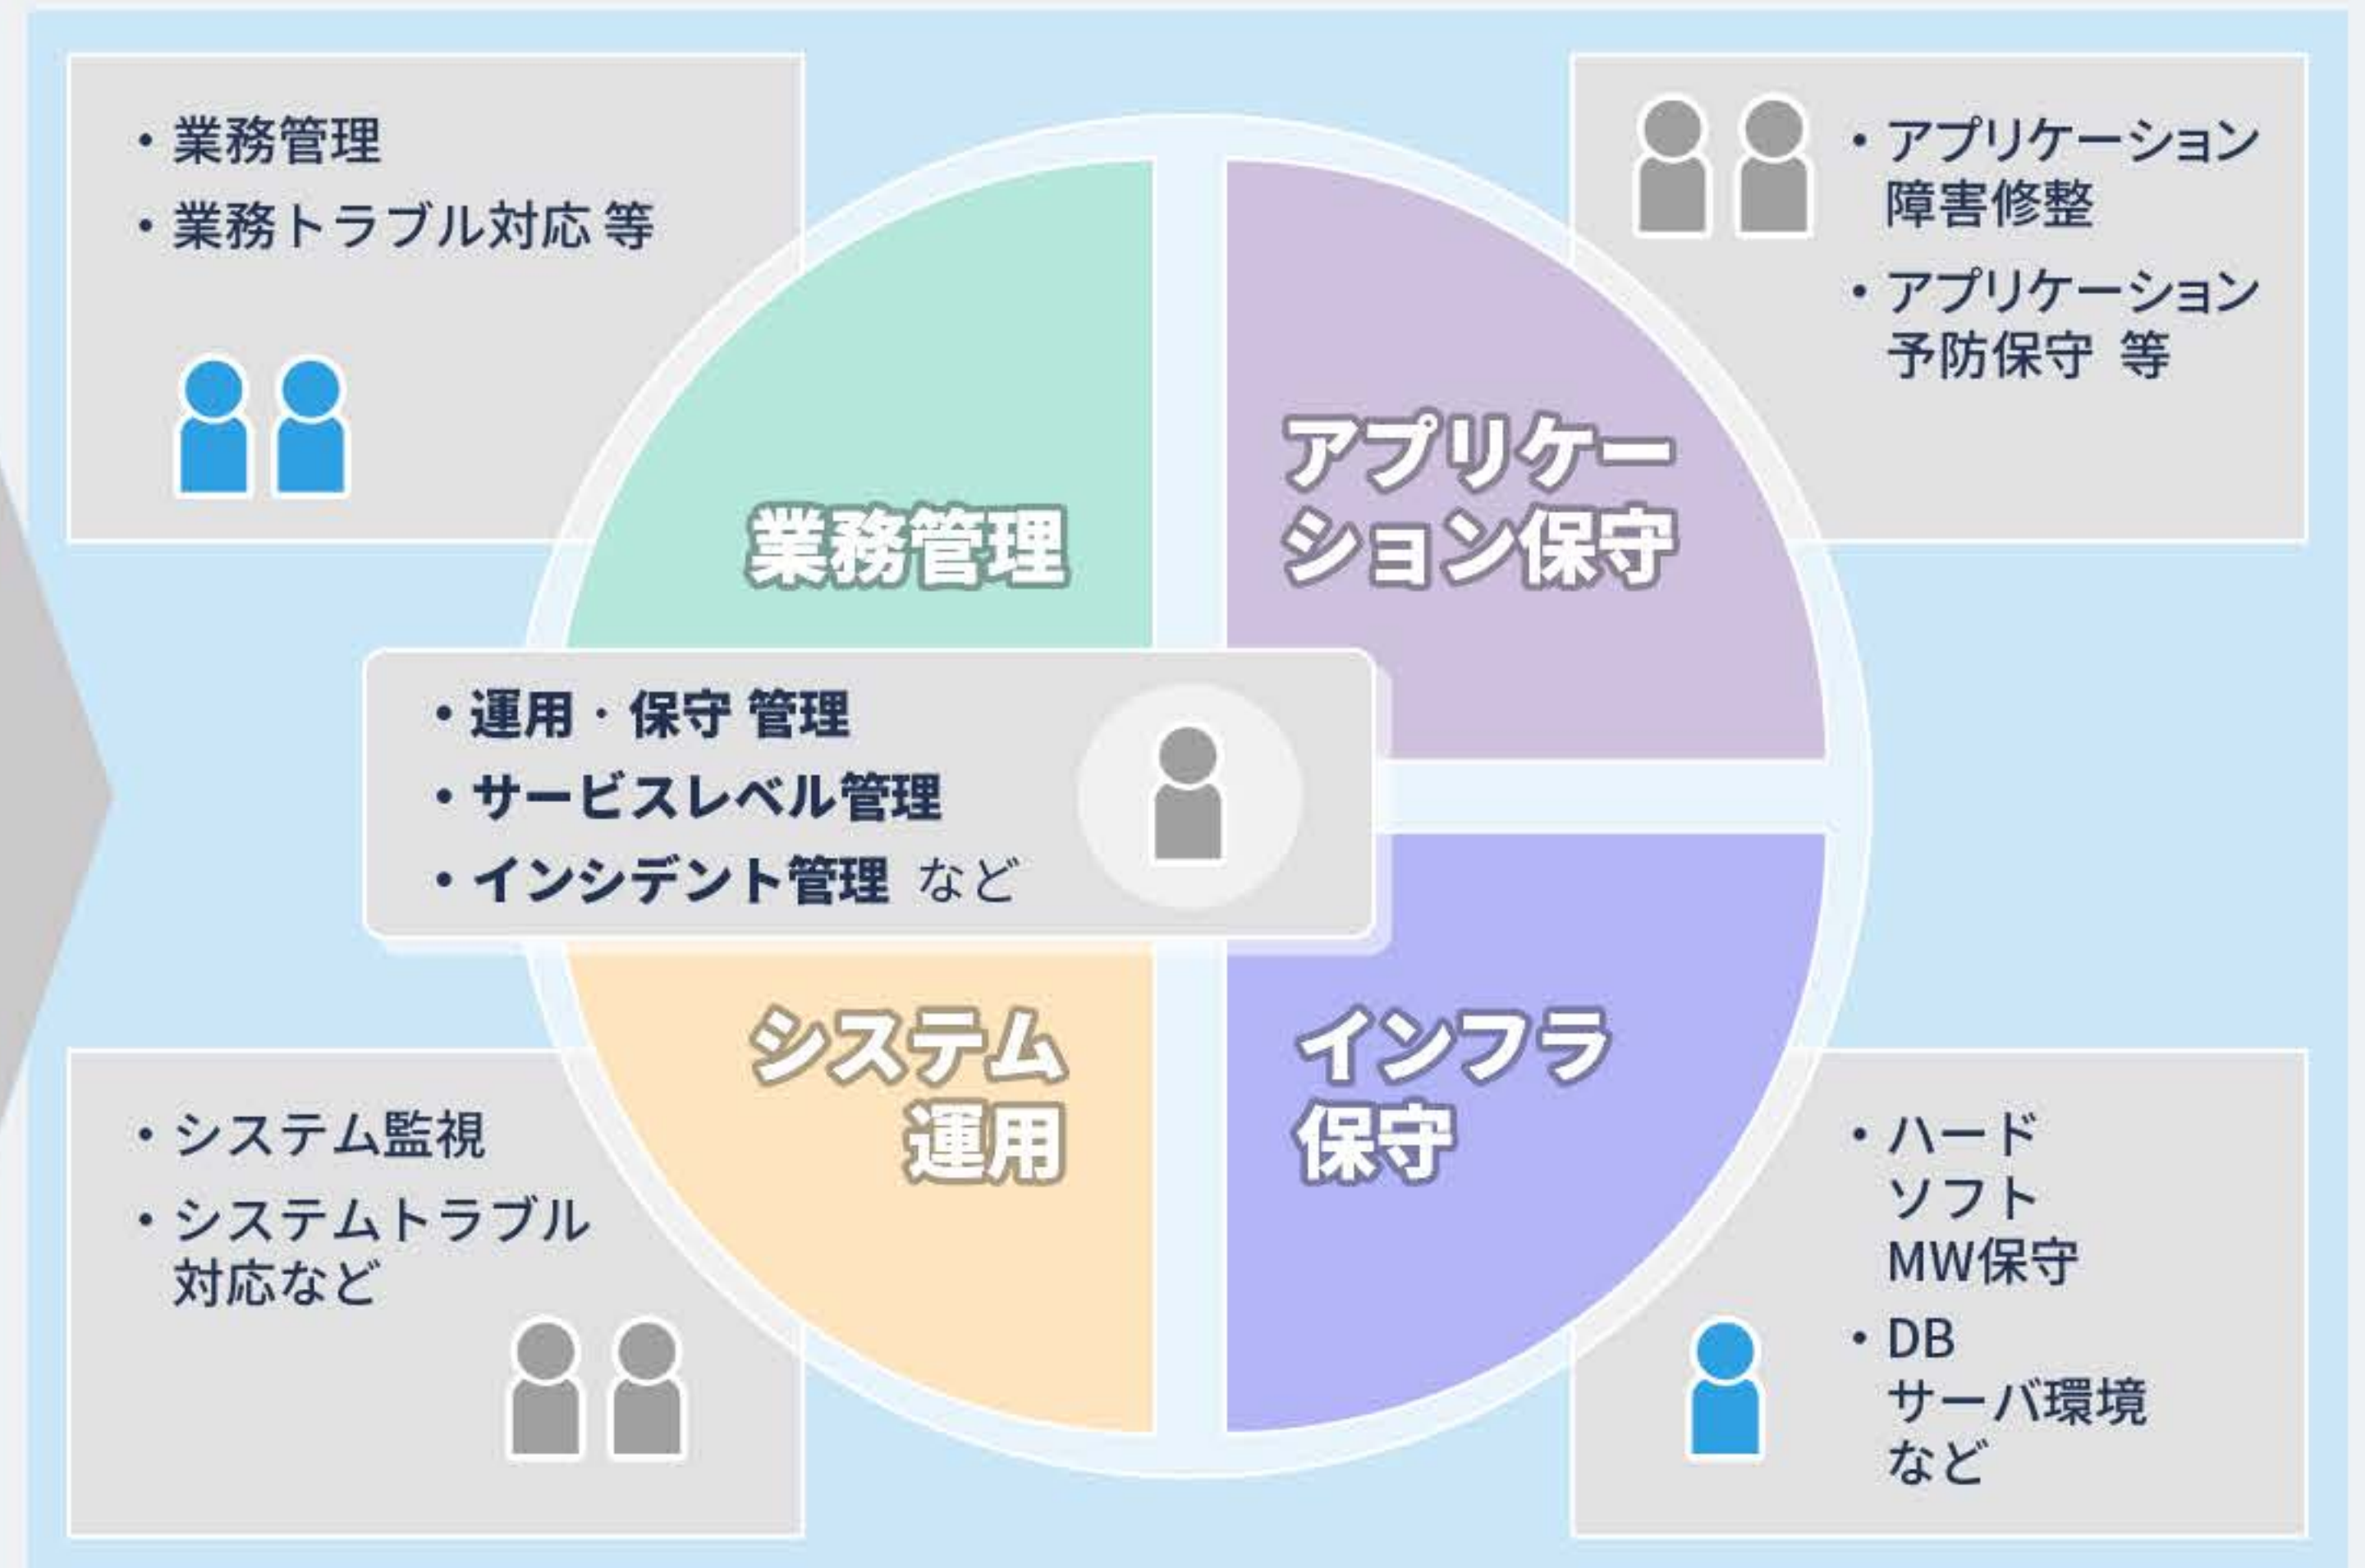 ・業務管理
・業務トラブル対応 等
・アプリケーション
障害修整
・アプリケーション
予防保守 等
業務管理
アプリケー
ション保守
・運用・保守 管理
・サービスレベル管理
・インシデント管理 など
システム
運用
インフラ
保守
・システム監視
・システムトラブル
対応など
・ハード
ソフト
MW保守
・DB
サーバ環境
など